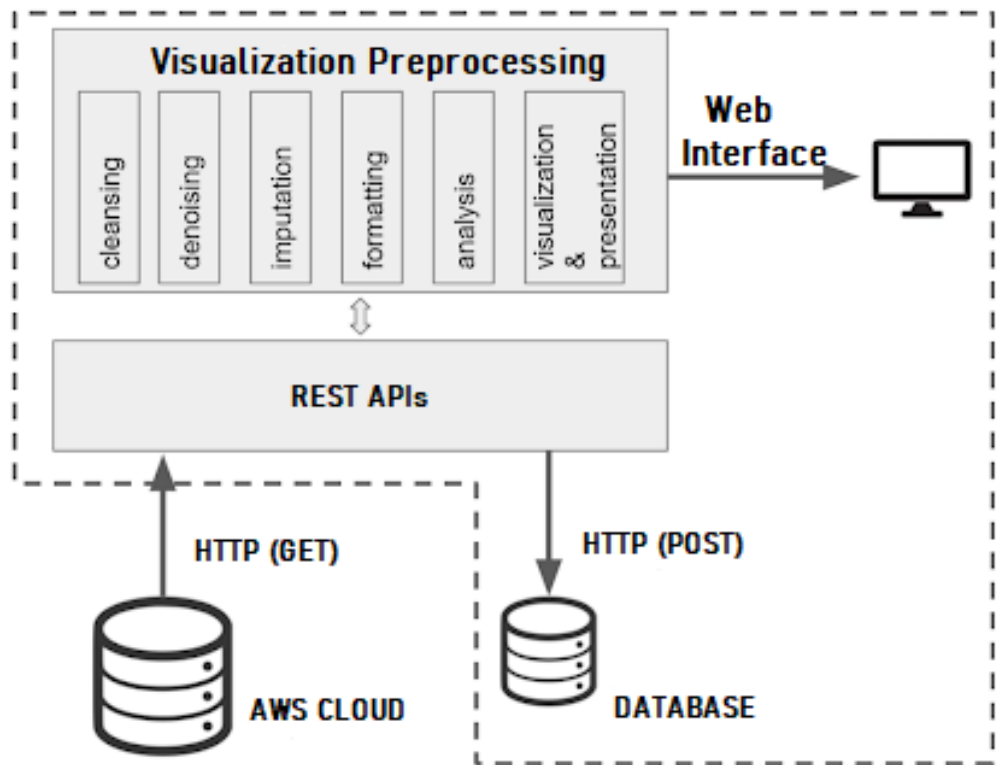 Visualization Preprocessing
cleansing
denoising
imputation
formatting
analysis
visualization
&
presentation
Web
Interface
REST APIs
HTTP (GET)
HTTP (POST)
AWS CLOUD
DATABASE